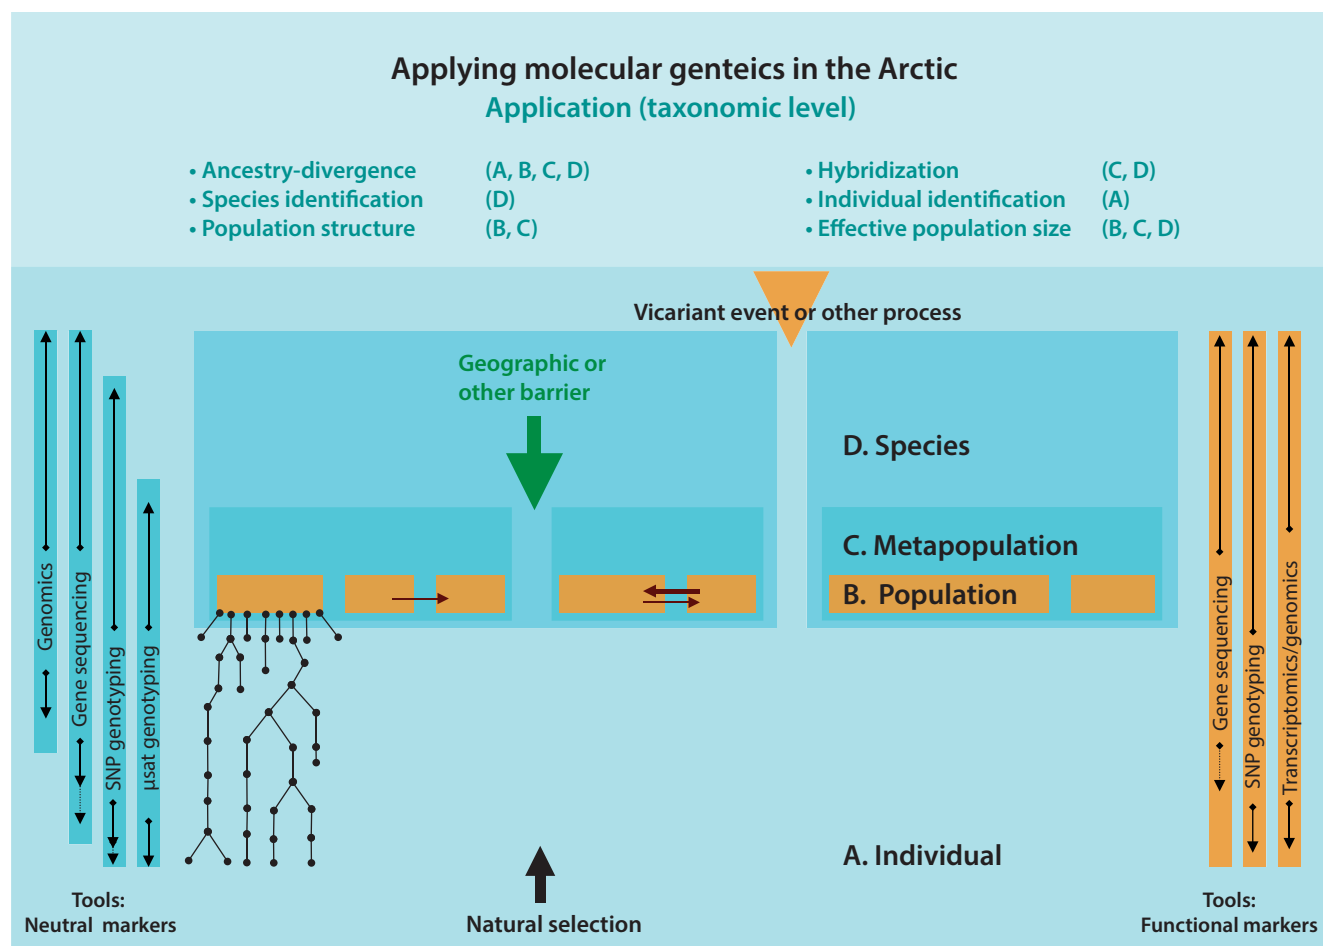 Applying molecular genteics in the Arctic
Application (taxonomic level)
• Ancestry-divergence (A, B, C, D)
• Species identification (D)
• Population structure (B, C)
• Hybridization (C, D)
• Individual identification (A)
• Effective population size (B, C, D)
Vicariant event or other process
Geographic or
other barrier
D. Species
C. Metapopulation
B. Population
A. Individual
Natural selection
Genomics
Gene sequencing
SNP genotyping
µsat genotyping
Tools:
Neutral markers
Gene sequencing
SNP genotyping
Transcriptomics/genomics
Tools:
Functional markers